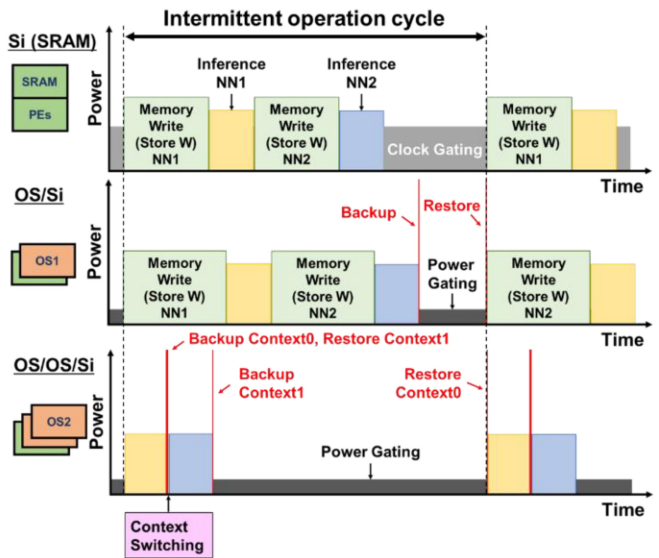 Intermittent operation cycle
Si (SRAM)
SRAM
PEs
Power
Inference
NN1
Inference
NN2
Memory
Write
(Store W)
NN1
Memory
Write
(Store W)
NN2
Clock Gating
Memory
Write
(Store W)
NN1
Time
OS/Si
OS1
Power
Backup
Restore
Memory
Write
(Store W)
NN1
Memory
Write
(Store W)
NN2
Power
Gating
Memory
Write
(Store W)
NN2
Time
OS/OS/Si
OS2
Power
Backup Context0, Restore Context1
Backup
Context1
Restore
Context0
Power Gating
Time
Context
Switching